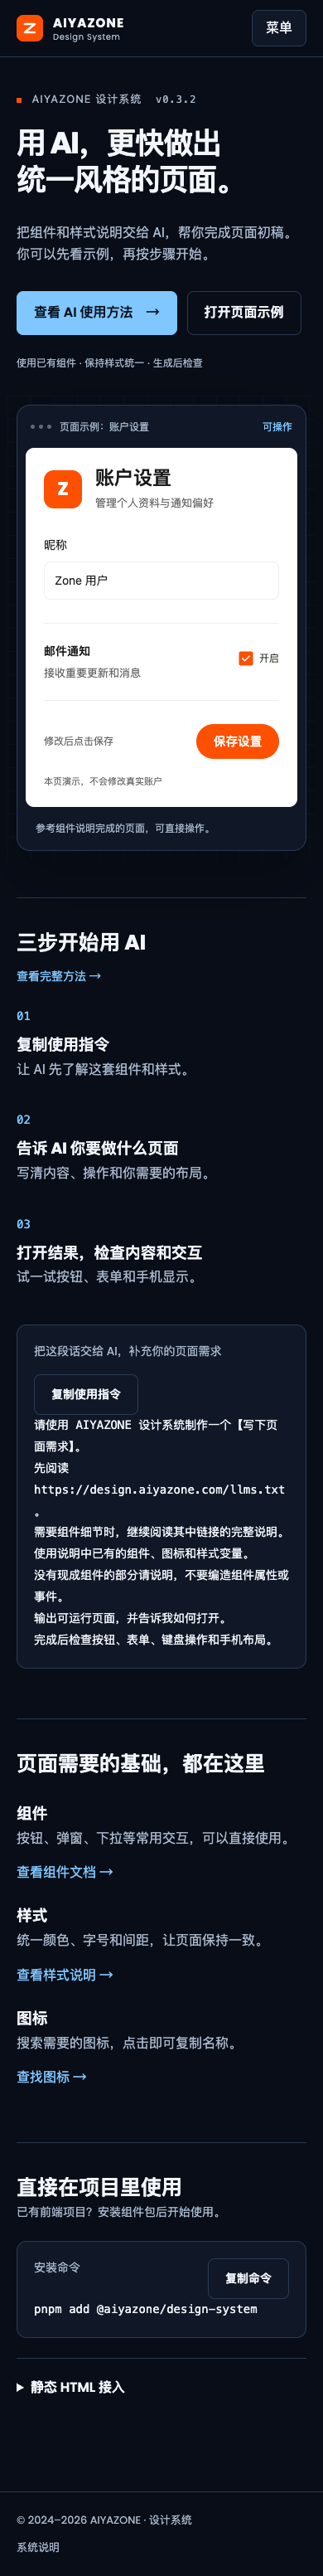 Z AIYAZONE
Design System
菜单
AIYAZONE 设计系统 v0.3.2
用 AI，更快做出
统一风格的页面。
把组件和样式说明交给 AI，帮你完成页面初稿。
你可以先看示例，再按步骤开始。
查看 AI 使用方法 →
打开页面示例
使用已有组件 · 保持样式统一 · 生成后检查
页面示例：账户设置
可操作
Z
账户设置
管理个人资料与通知偏好
昵称
Zone 用户
邮件通知
接收重要更新和消息
开启
修改后点击保存
保存设置
本页演示，不会修改真实账户
参考组件说明完成的页面，可直接操作。
三步开始用 AI
查看完整方法 →
01
复制使用指令
让 AI 先了解这套组件和样式。
02
告诉 AI 你要做什么页面
写清内容、操作和你需要的布局。
03
打开结果，检查内容和交互
试一试按钮、表单和手机显示。
把这段话交给 AI，补充你的页面需求
复制使用指令
请使用 AIYAZONE 设计系统制作一个【写下页
面需求】。
先阅读
https://design.aiyazone.com/llms.txt
。
需要组件细节时，继续阅读其中链接的完整说明。
使用说明中已有的组件、图标和样式变量。
没有现成组件的部分请说明，不要编造组件属性或
事件。
输出可运行页面，并告诉我如何打开。
完成后检查按钮、表单、键盘操作和手机布局。
页面需要的基础，都在这里
组件
按钮、弹窗、下拉等常用交互，可以直接使用。
查看组件文档 →
样式
统一颜色、字号和间距，让页面保持一致。
查看样式说明 →
图标
搜索需要的图标，点击即可复制名称。
查找图标 →
直接在项目里使用
已有前端项目？安装组件包后开始使用。
安装命令
复制命令
pnpm add @aiyazone/design-system
▶ 静态 HTML 接入
© 2024–2026 AIYAZONE · 设计系统
系统说明